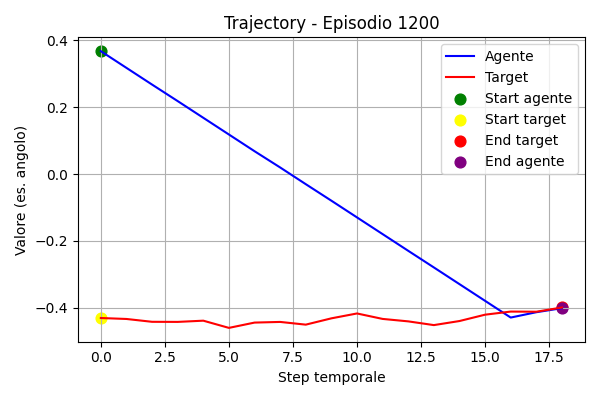 Trajectory - Episodio 1200
0.4
0.2
0.0
−0.2
−0.4
Valore (es. angolo)
Agente
Target
Start agente
Start target
End target
End agente
0.0 2.5 5.0 7.5 10.0 12.5 15.0 17.5
Step temporale